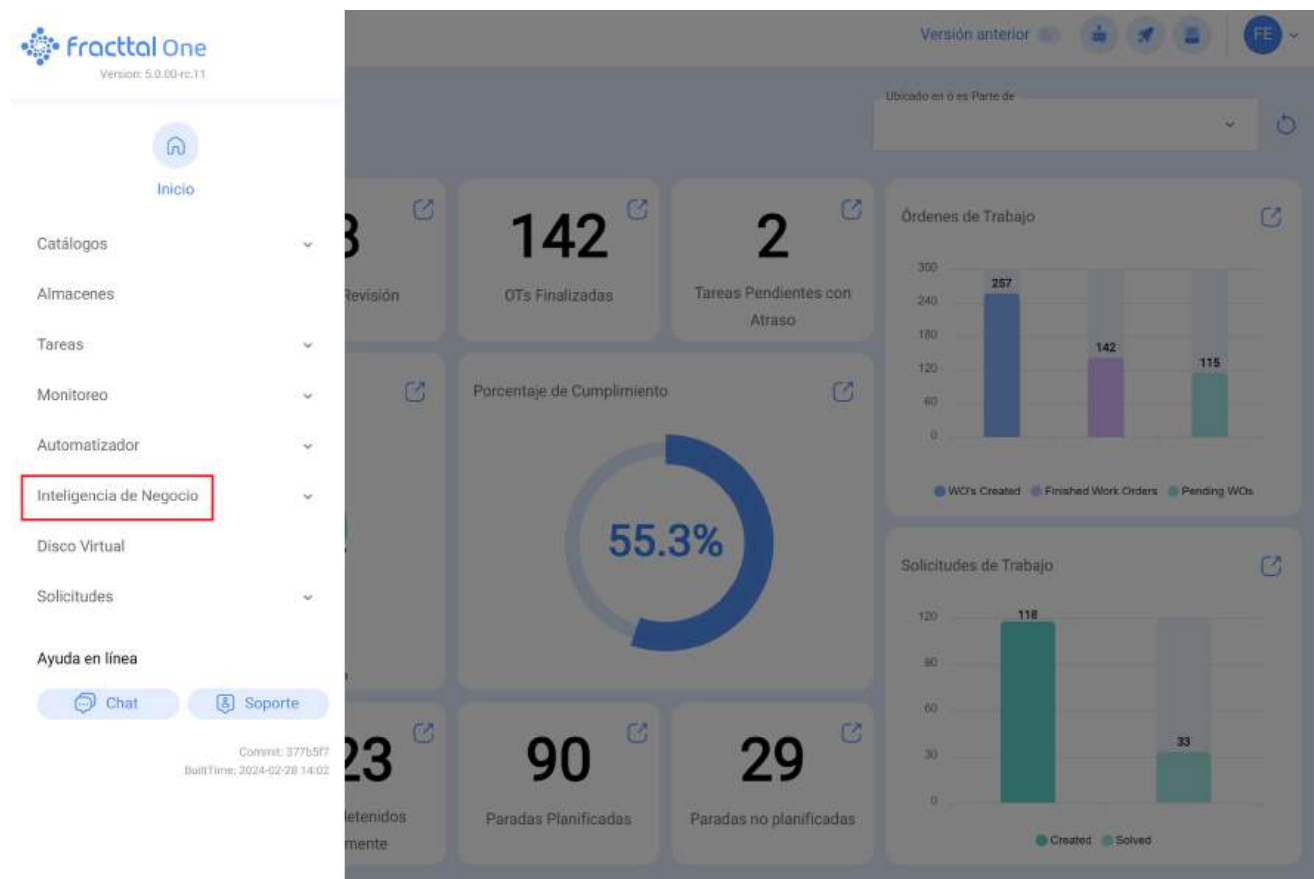 fracttal One
Version: 5.0.00-rc.11
Inicio
Catálogos
Almacenes
Tareas
Monitoreo
Automatizador
Inteligencia de Negocio
Disco Virtual
Solicitudes
Ayuda en línea
Chat
Soporte
Commit: 377b5f7
BuiltTime: 2024-02-28 14:02
Versión anterior
FE
Ubicado en ó es Parte de
3
Revisión
142
OTs Finalizadas
2
Tareas Pendientes con
Atraso
Órdenes de Trabajo
300
240
180
120
60
0
257
142
115
WO's Created
Finished Work Orders
Pending WOs
Porcentaje de Cumplimiento
55.3%
Solicitudes de Trabajo
120
90
60
30
0
118
33
Created
Solved
23
detenidos
mente
90
Paradas Planificadas
29
Paradas no planificadas